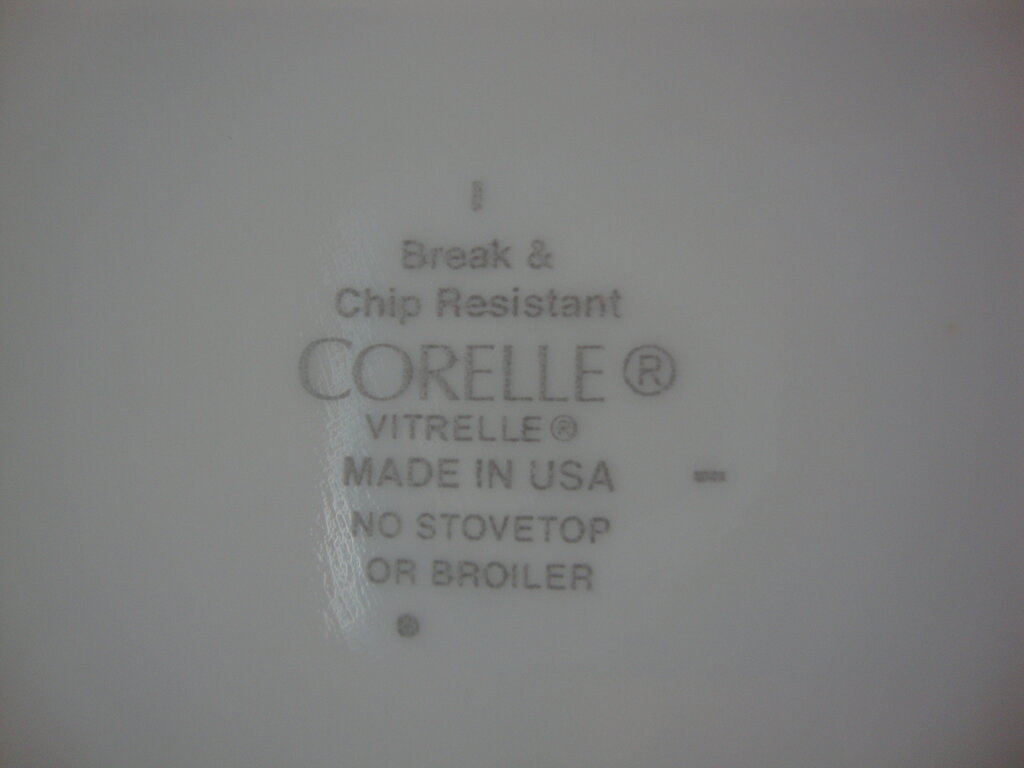 Break &
Chip Resistant
CORELLE ®
VITRELLE ®
MADE IN USA
NO STOVETOP
OR BROILER